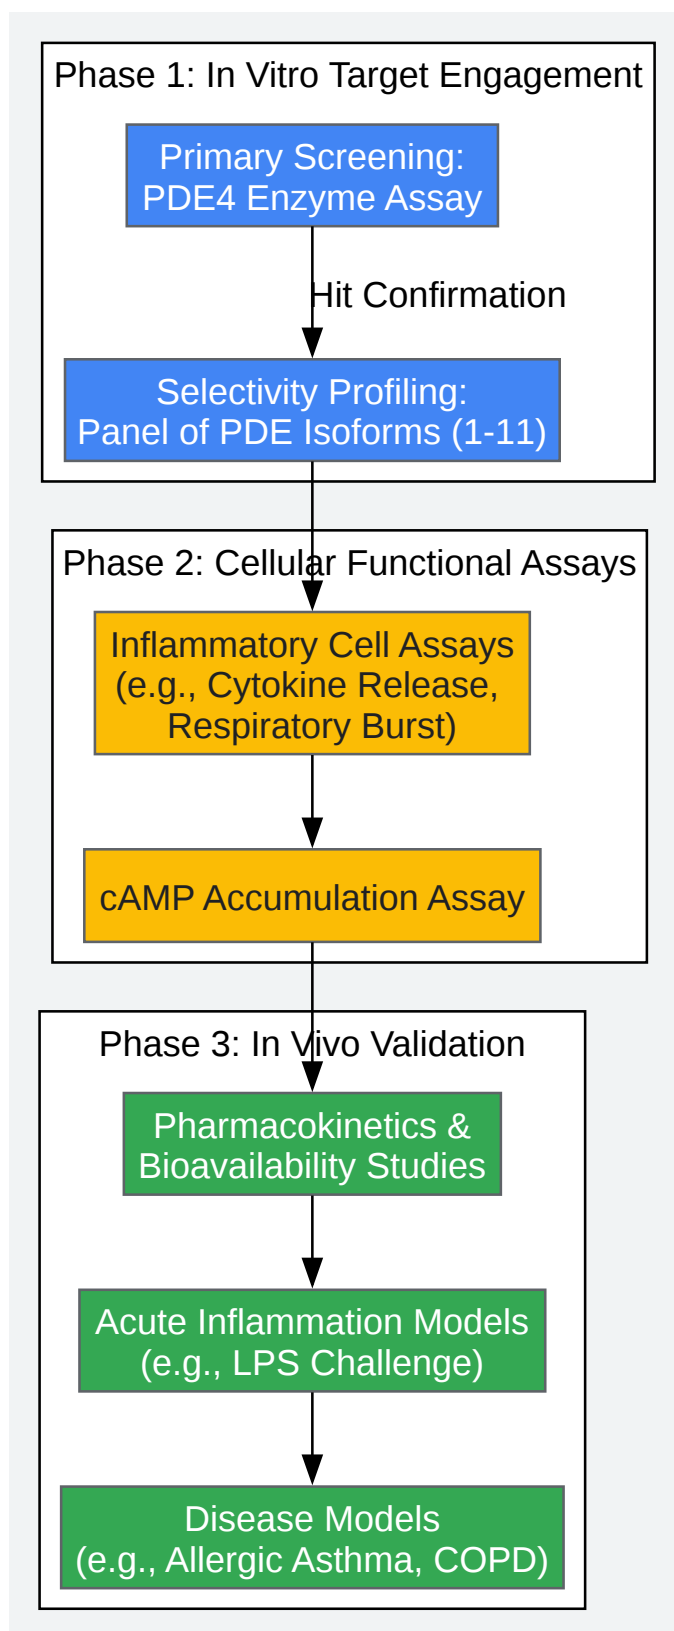 Phase 1: In Vitro Target Engagement
Primary Screening:
PDE4 Enzyme Assay
Hit Confirmation
Selectivity Profiling:
Panel of PDE Isoforms (1-11)
Phase 2: Cellular Functional Assays
Inflammatory Cell Assays
(e.g., Cytokine Release,
Respiratory Burst)
cAMP Accumulation Assay
Phase 3: In Vivo Validation
Pharmacokinetics &
Bioavailability Studies
Acute Inflammation Models
(e.g., LPS Challenge)
Disease Models
(e.g., Allergic Asthma, COPD)